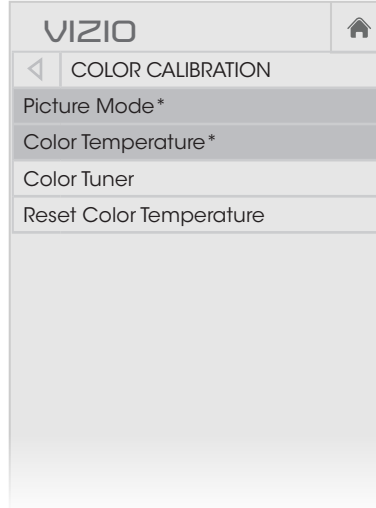 VIZIO
COLOR CALIBRATION
Picture Mode*
Color Temperature*
Color Tuner
Reset Color Temperature